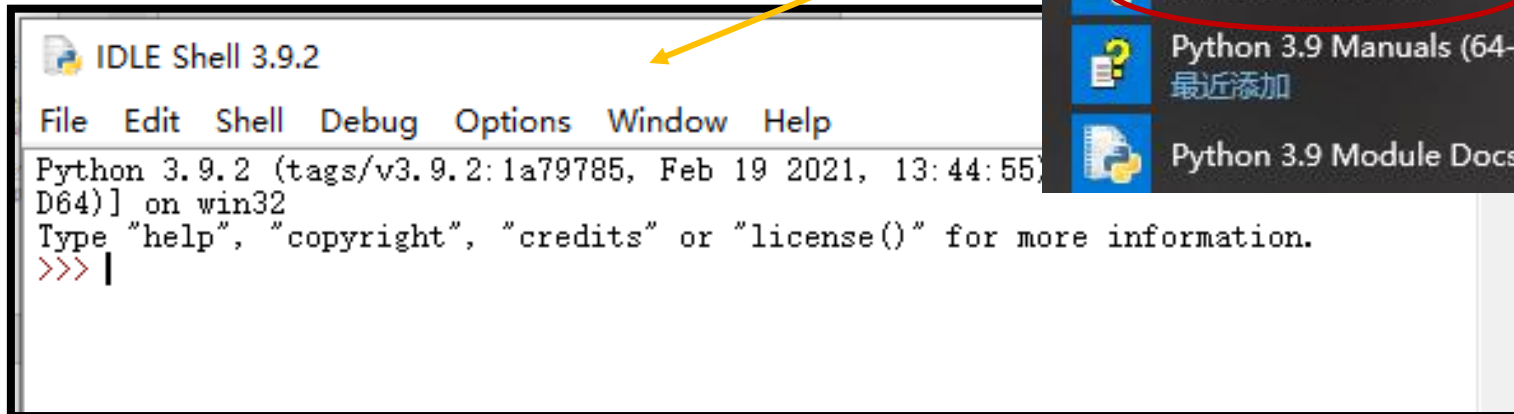 IDLE Shell 3.9.2
File Edit Shell Debug Options Window Help
Python 3.9.2 (tags/v3.9.2:1a79785, Feb 19 2021, 13:44:55)
D64)] on win32
Type "help", "copyright", "credits" or "license()" for more information.
>>>
Python 3.9 Manuals (64-
最近添加
Python 3.9 Module Docs